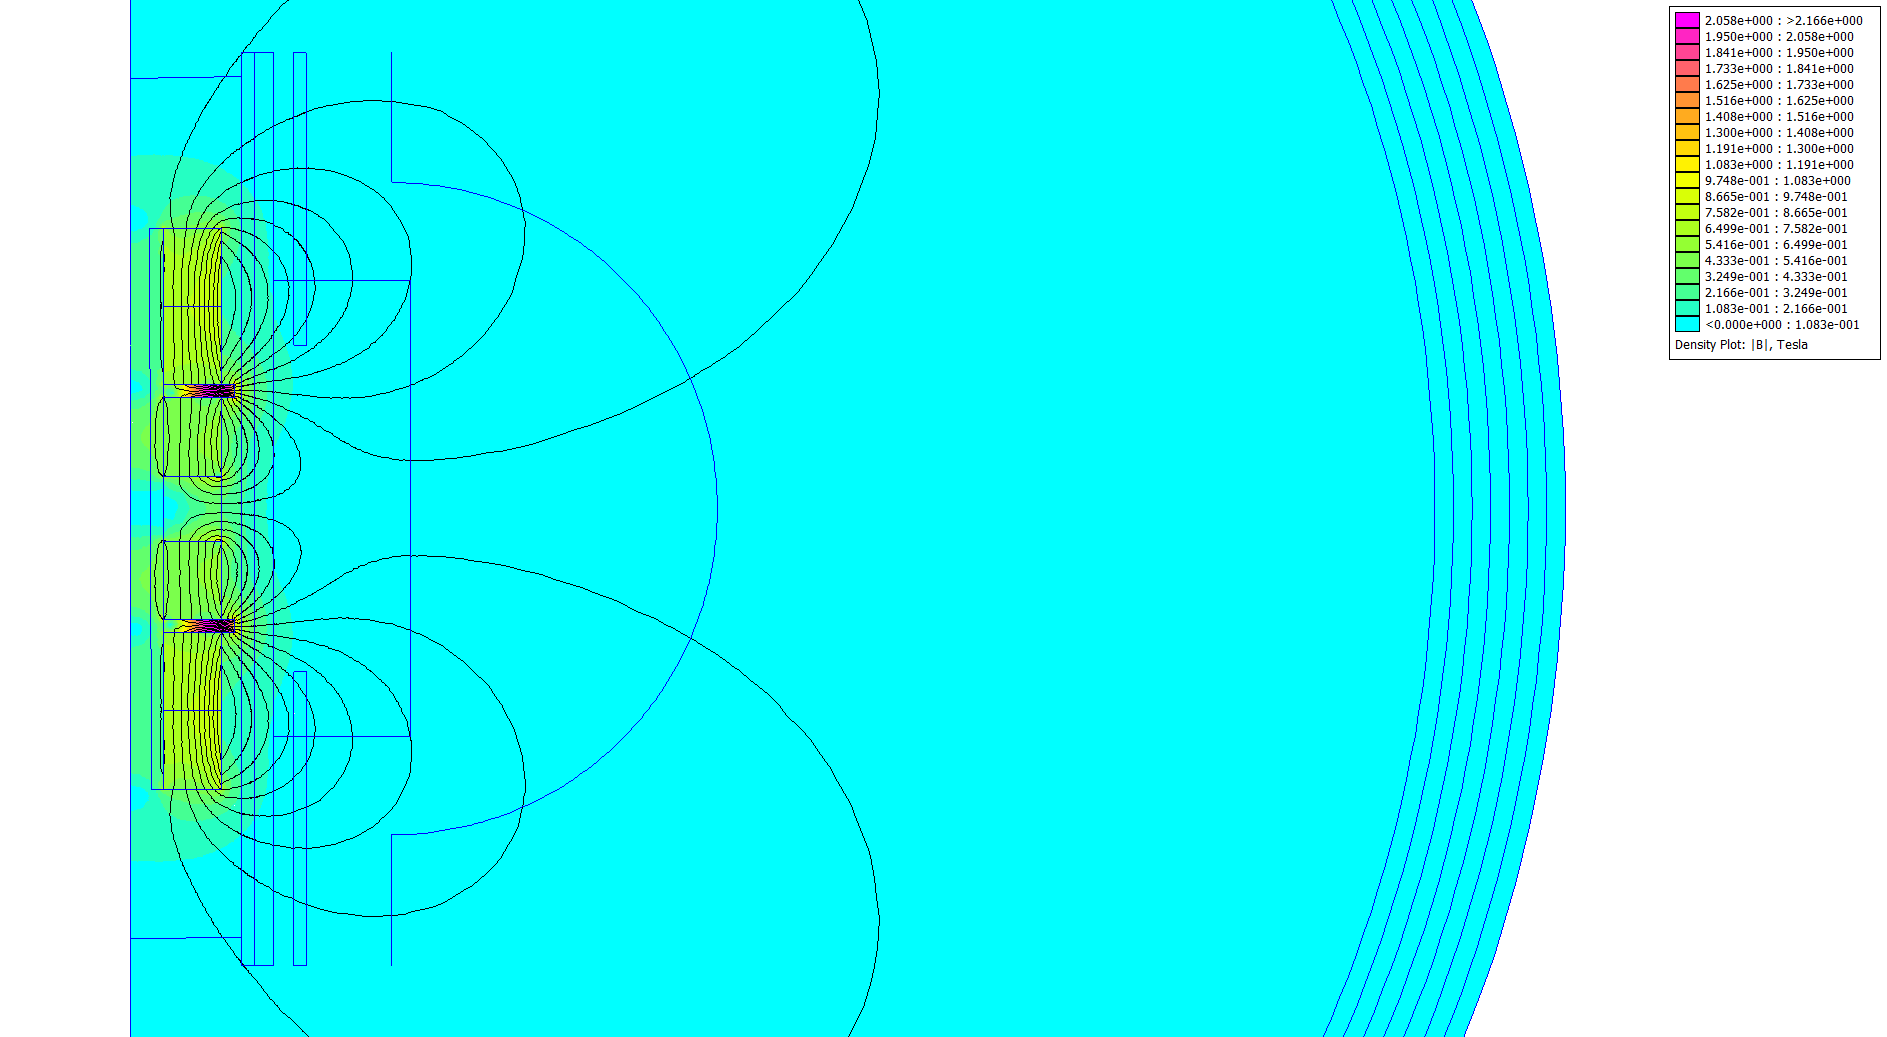 2.058e+000 : >2.166e+000
1.950e+000 : 2.058e+000
1.841e+000 : 1.950e+000
1.733e+000 : 1.841e+000
1.625e+000 : 1.733e+000
1.516e+000 : 1.625e+000
1.408e+000 : 1.516e+000
1.300e+000 : 1.408e+000
1.191e+000 : 1.300e+000
1.083e+000 : 1.191e+000
9.748e-001 : 1.083e+000
8.665e-001 : 9.748e-001
7.582e-001 : 8.665e-001
6.499e-001 : 7.582e-001
5.416e-001 : 6.499e-001
4.333e-001 : 5.416e-001
3.249e-001 : 4.333e-001
2.166e-001 : 3.249e-001
1.083e-001 : 2.166e-001
<0.000e+000 : 1.083e-001
Density Plot: |B|, Tesla